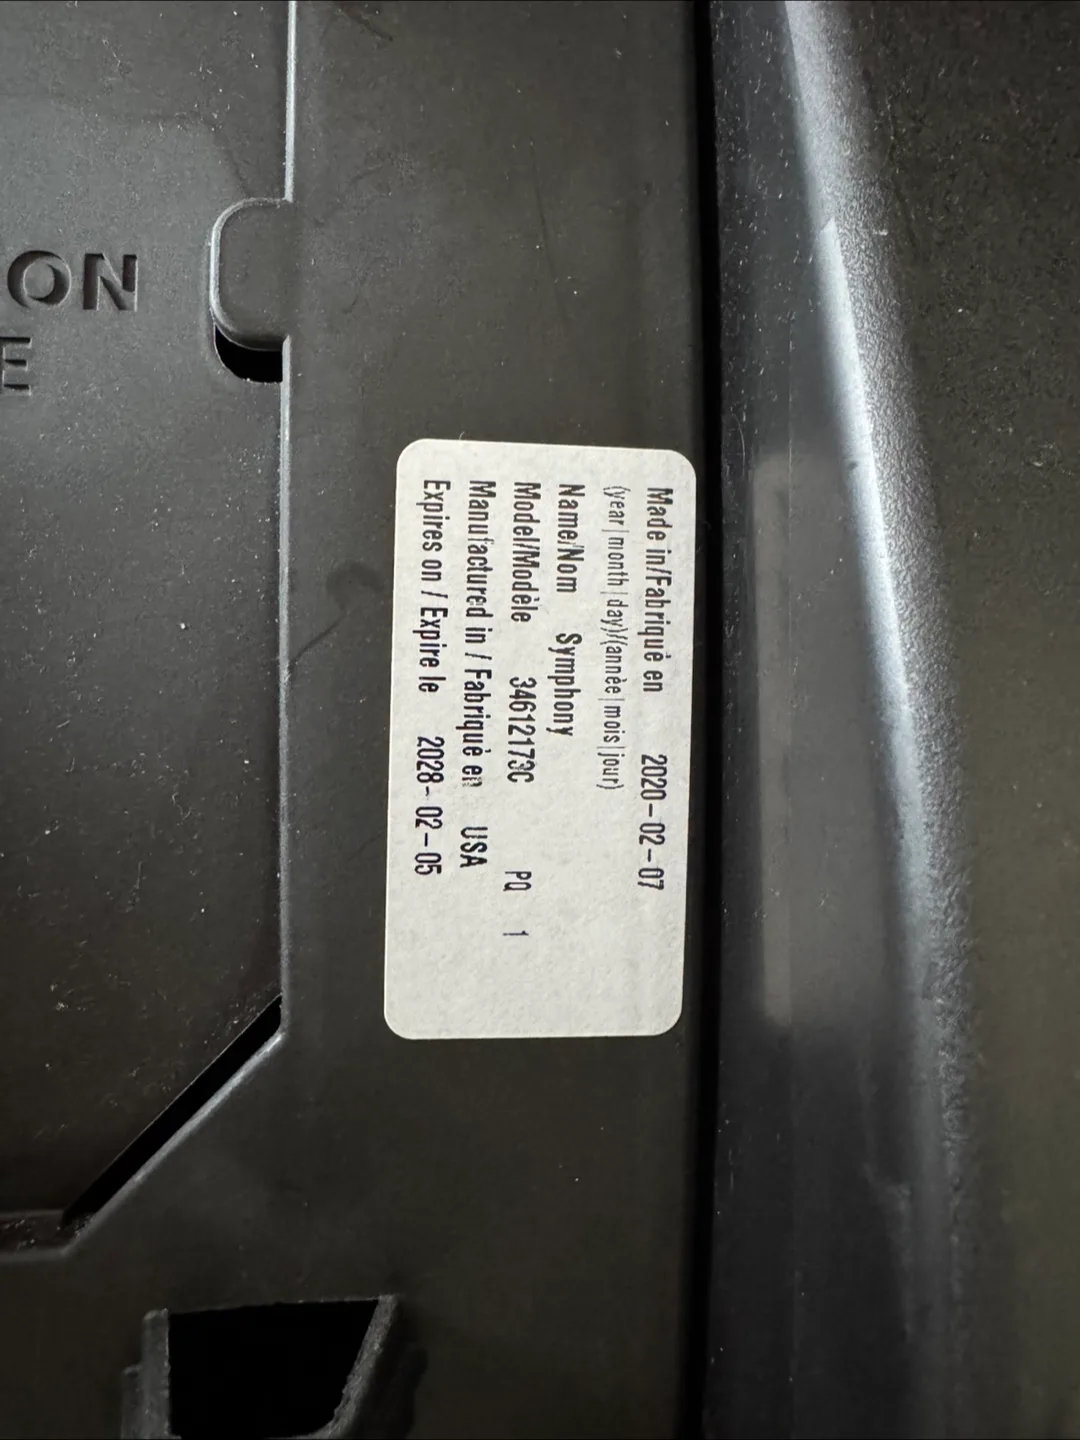 ON
E
Made in/Fabriqué en 2020-02-07
(year | month | day)/(année | mois | jour)
Name/Nom Symphony
Model/Modèle 34612173C PQ 1
Manufactured in / Fabriqué en USA
Expires on / Expire le 2028-02-05